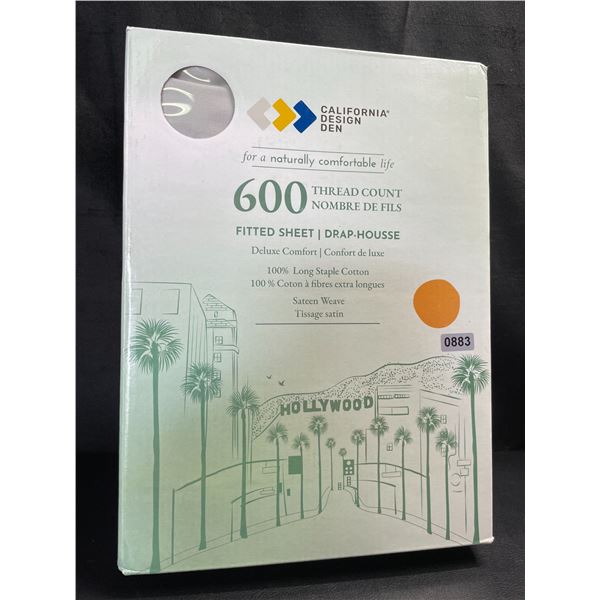 CALIFORNIA®
DESIGN
DEN
for a naturally comfortable life
600 THREAD COUNT
NOMBRE DE FILS
FITTED SHEET | DRAP-HOUSSE
Deluxe Comfort | Confort de luxe
100% Long Staple Cotton
100 % Coton à fibres extra longues
Sateen Weave
Tissage satin
0883
HOLLYWOOD